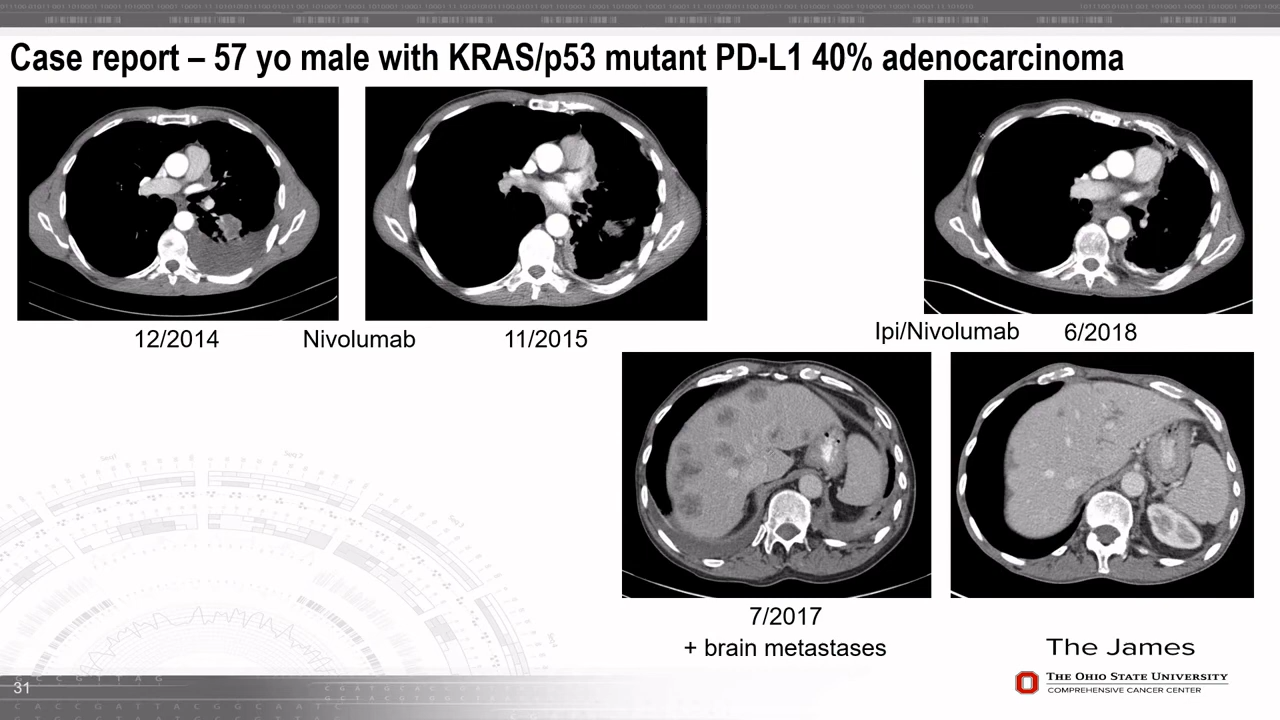 Case report – 57 yo male with KRAS/p53 mutant PD-L1 40% adenocarcinoma
12/2014
Nivolumab
11/2015
Ipi/Nivolumab
6/2018
7/2017
+ brain metastases
The James
THE OHIO STATE UNIVERSITY
COMPREHENSIVE CANCER CENTER
31